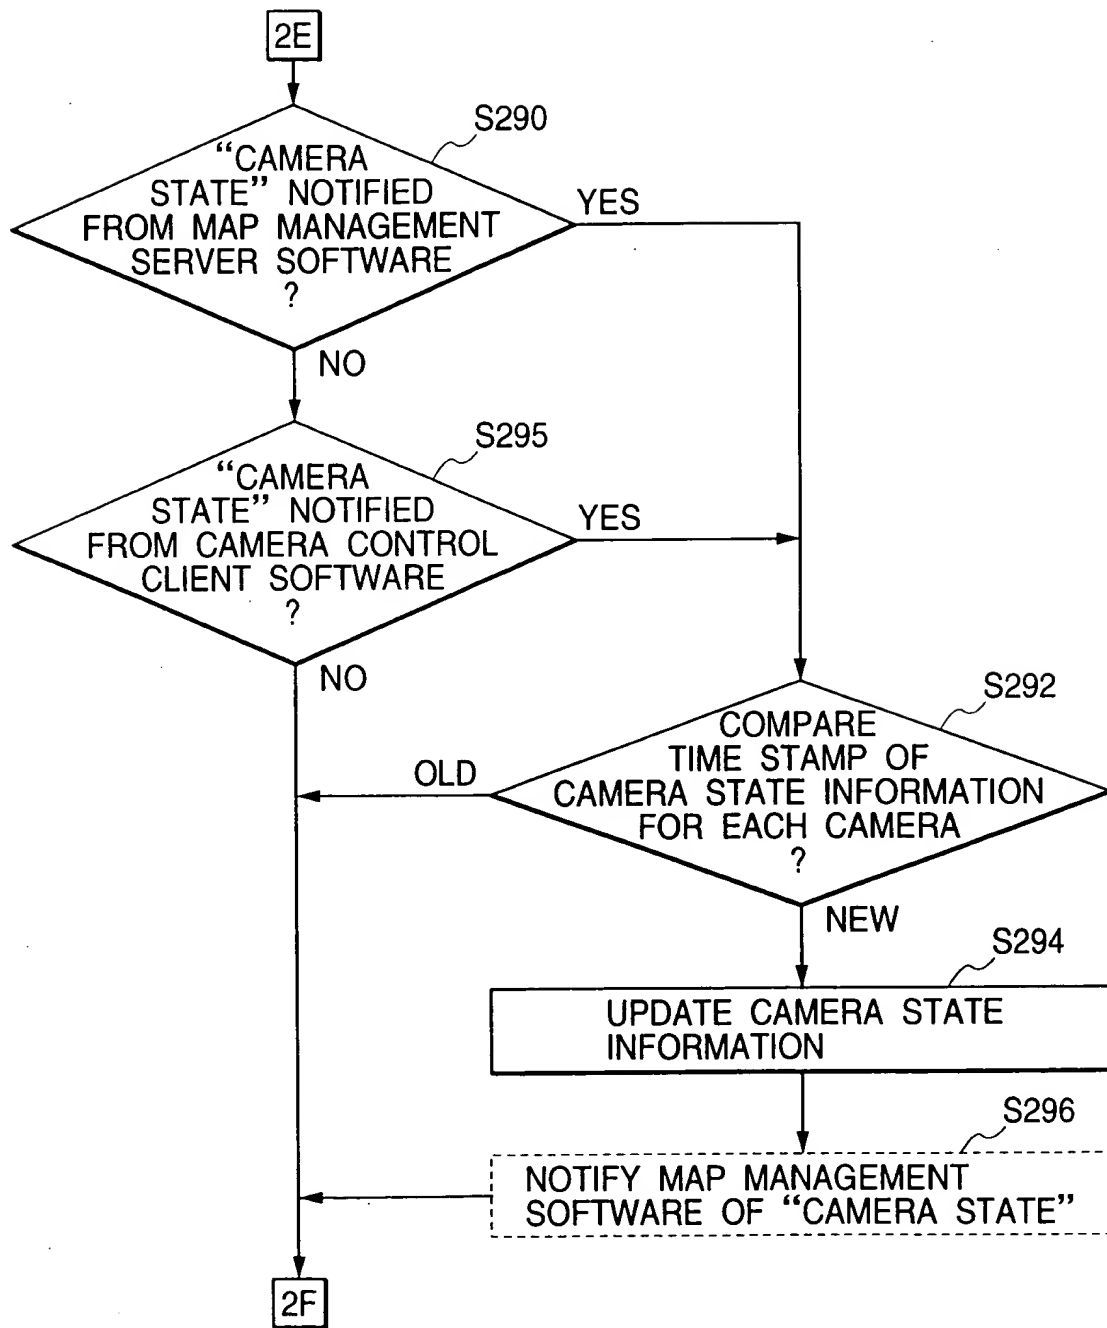 2E
S290
“CAMERA
STATE” NOTIFIED
FROM MAP MANAGEMENT
SERVER SOFTWARE
?
YES
NO
S295
“CAMERA
STATE” NOTIFIED
FROM CAMERA CONTROL
CLIENT SOFTWARE
?
YES
NO
S292
COMPARE
TIME STAMP OF
CAMERA STATE INFORMATION
FOR EACH CAMERA
?
OLD
NEW
S294
UPDATE CAMERA STATE
INFORMATION
S296
NOTIFY MAP MANAGEMENT
SOFTWARE OF “CAMERA STATE”
2F